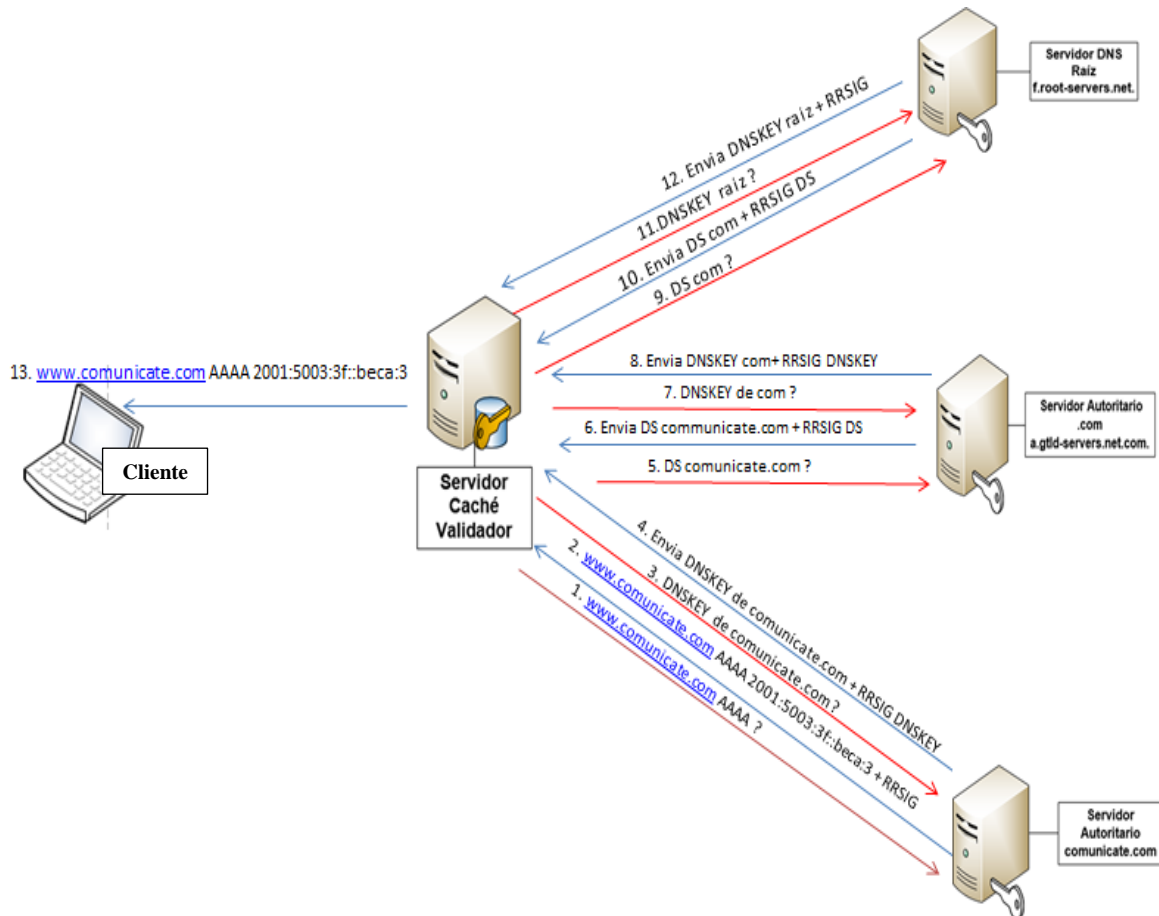 Servidor DNS
Raíz
f.root-servers.net.
12. Envia DNSKEY raíz + RRSIG
11.DNSKEY raiz ?
10. Envia DS com + RRSIG DS
9. DS com ?
8. Envia DNSKEY com+ RRSIG DNSKEY
7. DNSKEY de com ?
6. Envia DS communicate.com + RRSIG DS
5. DS comunicate.com ?
Servidor Autoritario
.com
a.gtld-servers.net.com.
13. www.comunicate.com AAAA 2001:5003:3f::beca:3
Cliente
Servidor
Caché
Validador
4. Envia DNSKEY de comunicate.com + RRSIG DNSKEY
3. DNSKEY de comunicate.com ?
2. www.comunicate.com AAAA 2001:5003:3f::beca:3 + RRSIG
1. www.comunicate.com AAAA ?
Servidor
Autoritario
comunicate.com